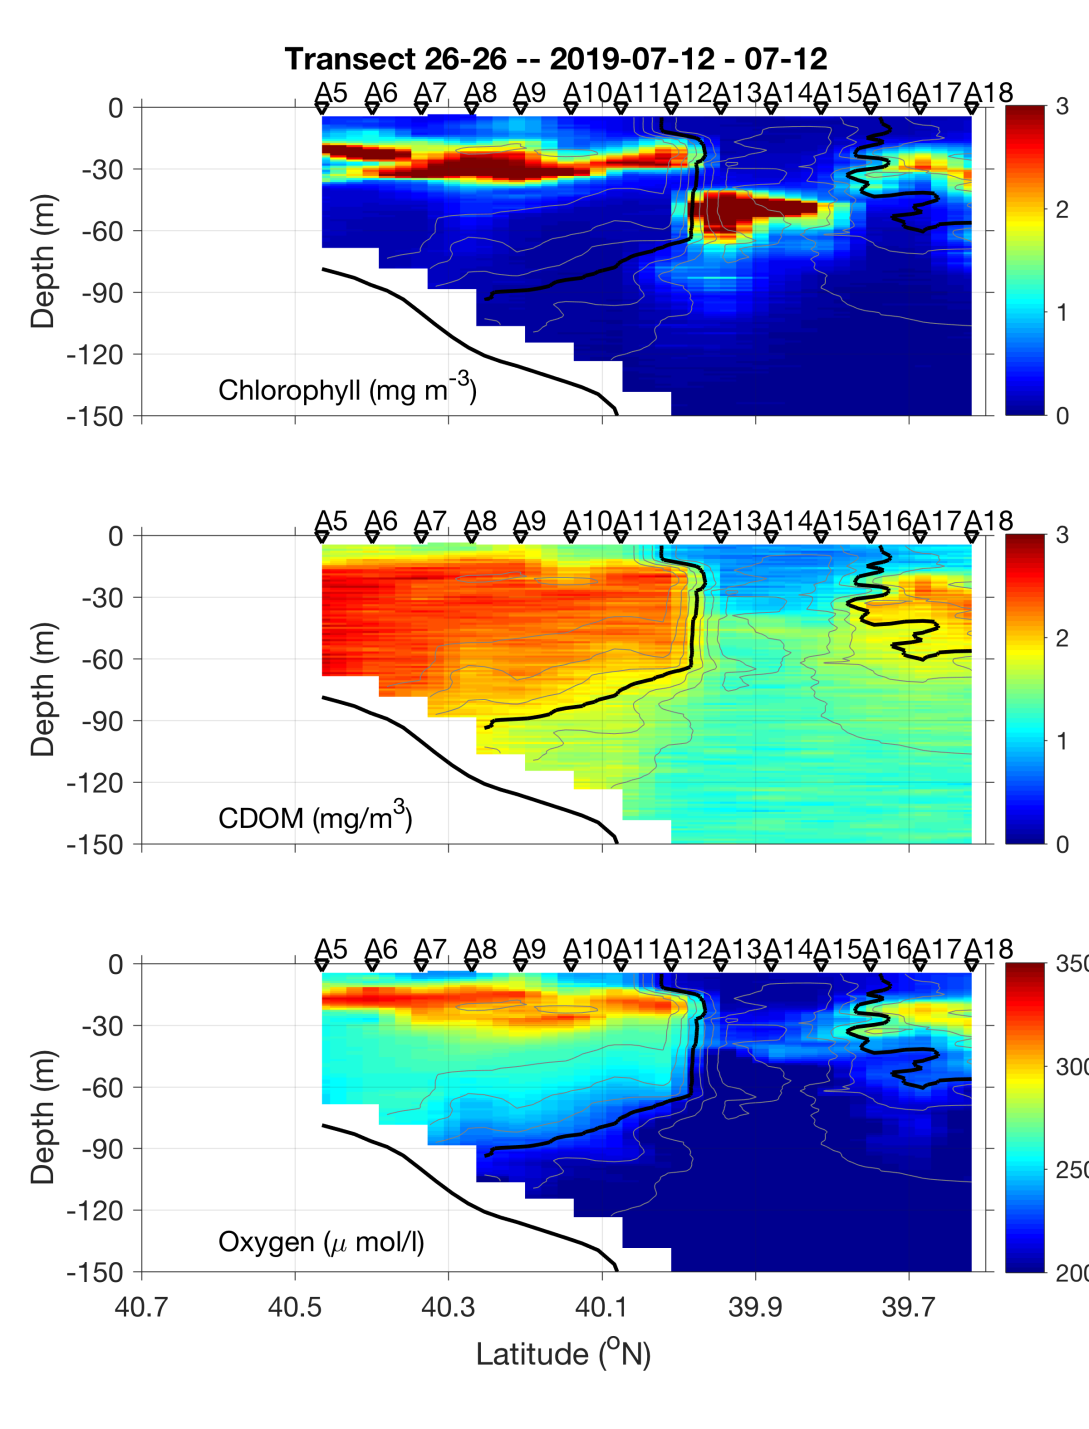 Transect 26-26 -- 2019-07-12 - 07-12
A5 A6 A7 A8 A9 A10 A11 A12 A13 A14 A15 A16 A17 A18
0
-30
-60
-90
-120
-150
Depth (m)
Chlorophyll (mg m-3)
3
2
1
0
A5 A6 A7 A8 A9 A10 A11 A12 A13 A14 A15 A16 A17 A18
0
-30
-60
-90
-120
-150
Depth (m)
CDOM (mg/m3)
3
2
1
0
A5 A6 A7 A8 A9 A10 A11 A12 A13 A14 A15 A16 A17 A18
0
-30
-60
-90
-120
-150
Depth (m)
Oxygen (μ mol/l)
350
300
250
200
40.7 40.5 40.3 40.1 39.9 39.7
Latitude (oN)